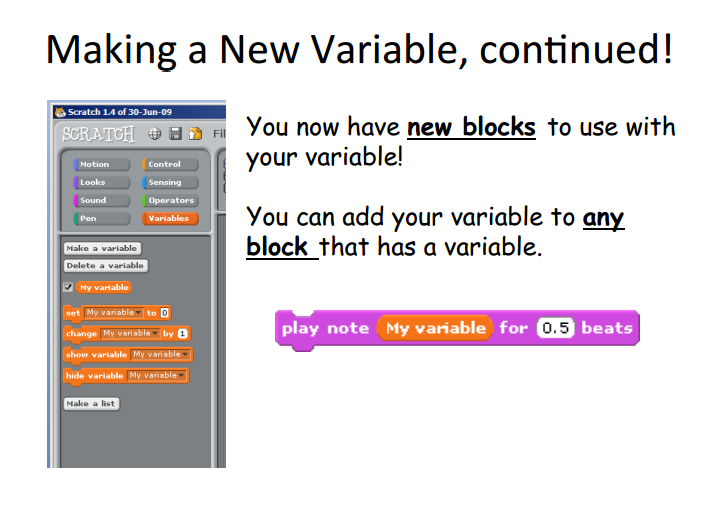 Making a New Variable, continued!
Scratch 1.4 of 30-Jun-09
SCRATCH
Fil
Motion Control
Looks Sensing
Sound Operators
Pen Variables
Make a variable
Delete a variable
My variable
set My variable to 0
change My variable by 1
show variable My variable
hide variable My variable
Make a list
You now have new blocks to use with
your variable!
You can add your variable to any
block that has a variable.
play note My variable for 0.5 beats